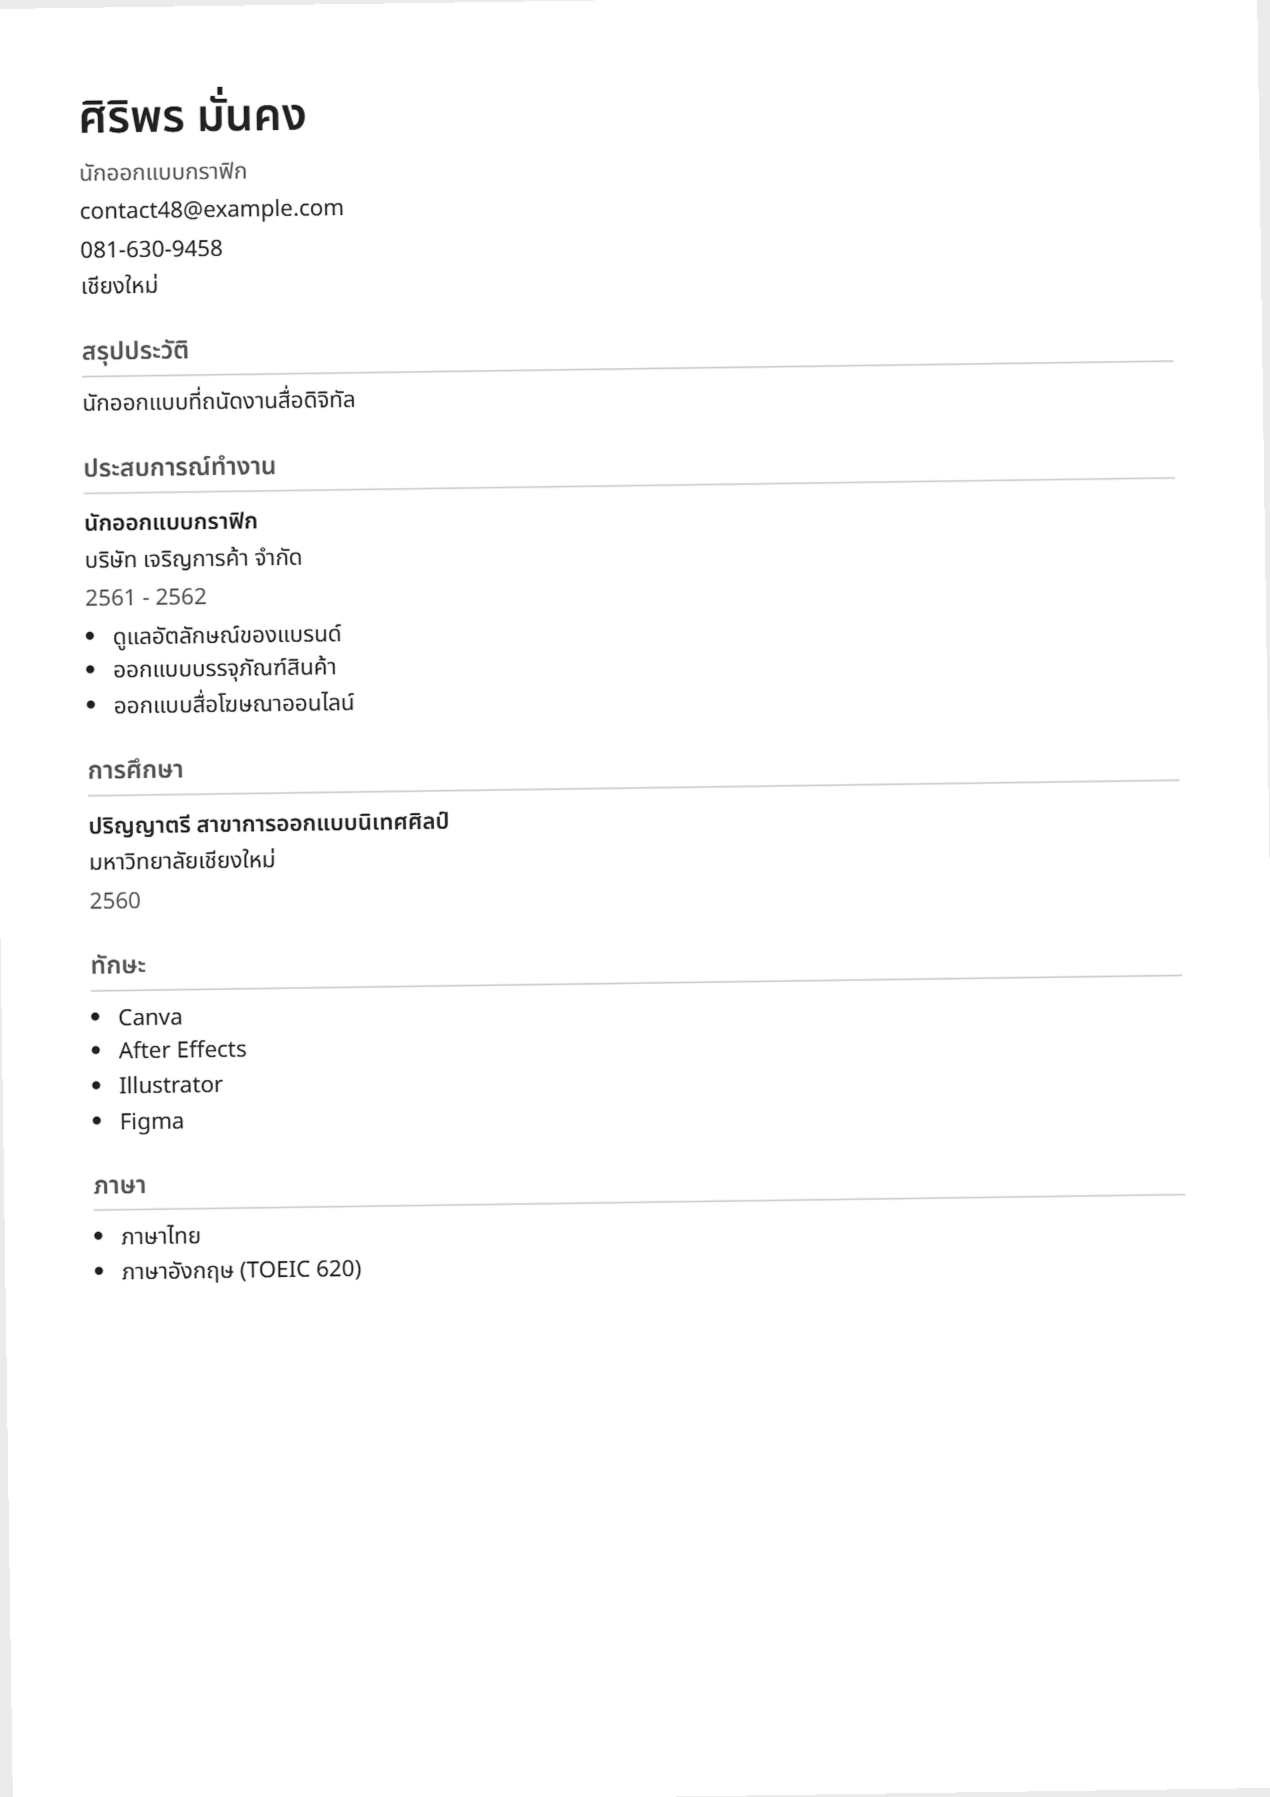 ศิริพร มั่นคง
นักออกแบบกราฟิก
contact48@example.com
081-630-9458
เชียงใหม่
สรุปประวัติ
นักออกแบบที่ถนัดงานสื่อดิจิทัล
ประสบการณ์ทำงาน
นักออกแบบกราฟิก
บริษัท เจริญการค้า จำกัด
2561 - 2562
• ดูแลอัตลักษณ์ของแบรนด์
• ออกแบบบรรจุภัณฑ์สินค้า
• ออกแบบสื่อโฆษณาออนไลน์
การศึกษา
ปริญญาตรี สาขาการออกแบบนิเทศศิลป์
มหาวิทยาลัยเชียงใหม่
2560
ทักษะ
• Canva
• After Effects
• Illustrator
• Figma
ภาษา
• ภาษาไทย
• ภาษาอังกฤษ (TOEIC 620)